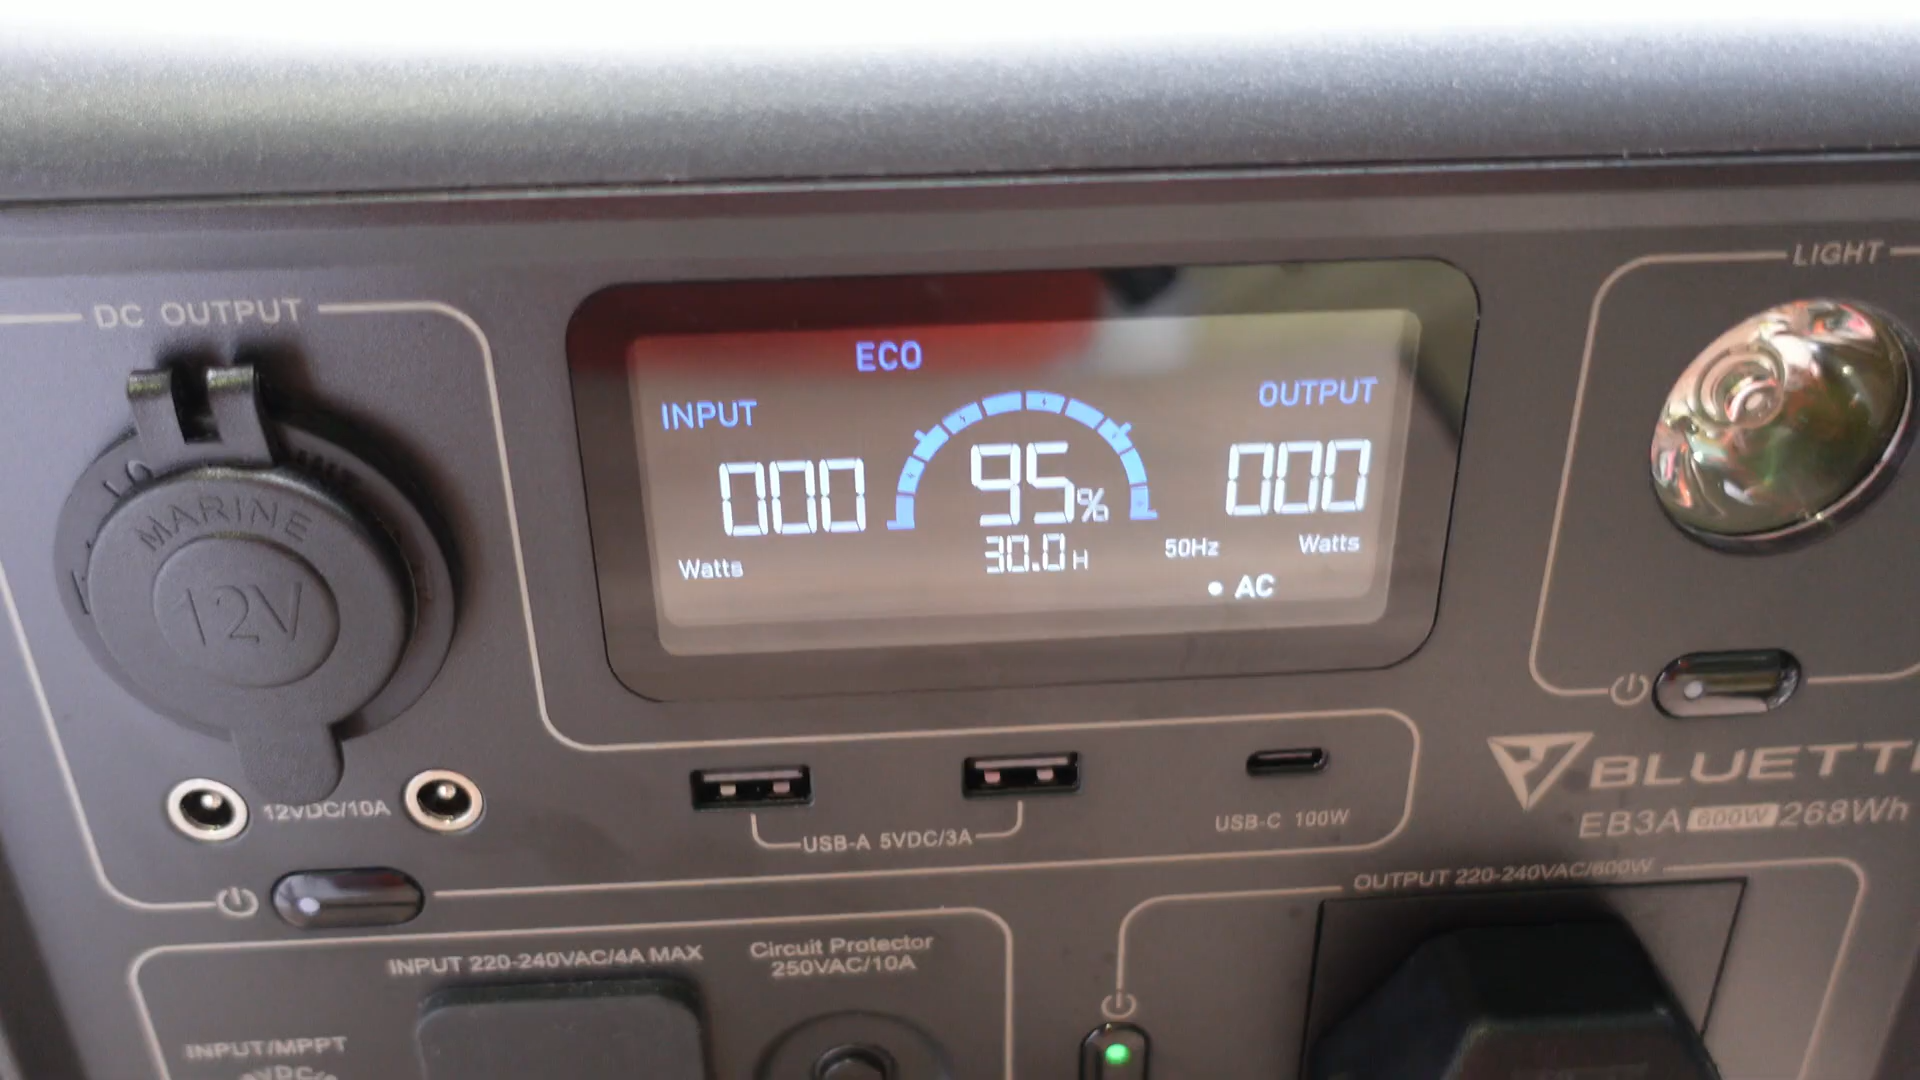 DC OUTPUT
LIGHT
ECO
INPUT
OUTPUT
000
95%
000
Watts
30.0H
50Hz
Watts
AC
MARINE
12V
12VDC/10A
USB-A 5VDC/3A
USB-C 100W
BLUETTI
EB3A 600W 268Wh
OUTPUT 220-240VAC/600W
INPUT 220-240VAC/4A MAX
Circuit Protector
250VAC/10A
INPUT/MPPT